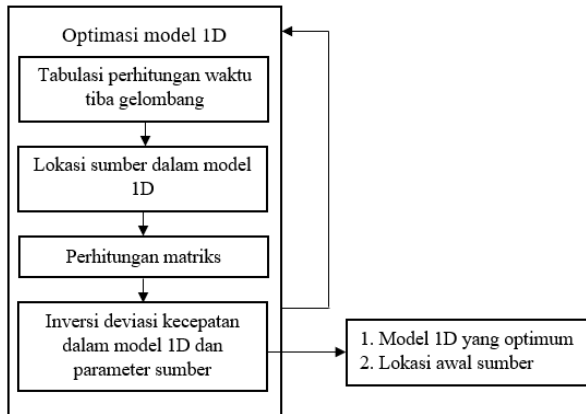 Optimasi model 1D
Tabulasi perhitungan waktu
tiba gelombang
Lokasi sumber dalam model
1D
Perhitungan matriks
Inversi deviasi kecepatan
dalam model 1D dan
parameter sumber
1. Model 1D yang optimum
2. Lokasi awal sumber